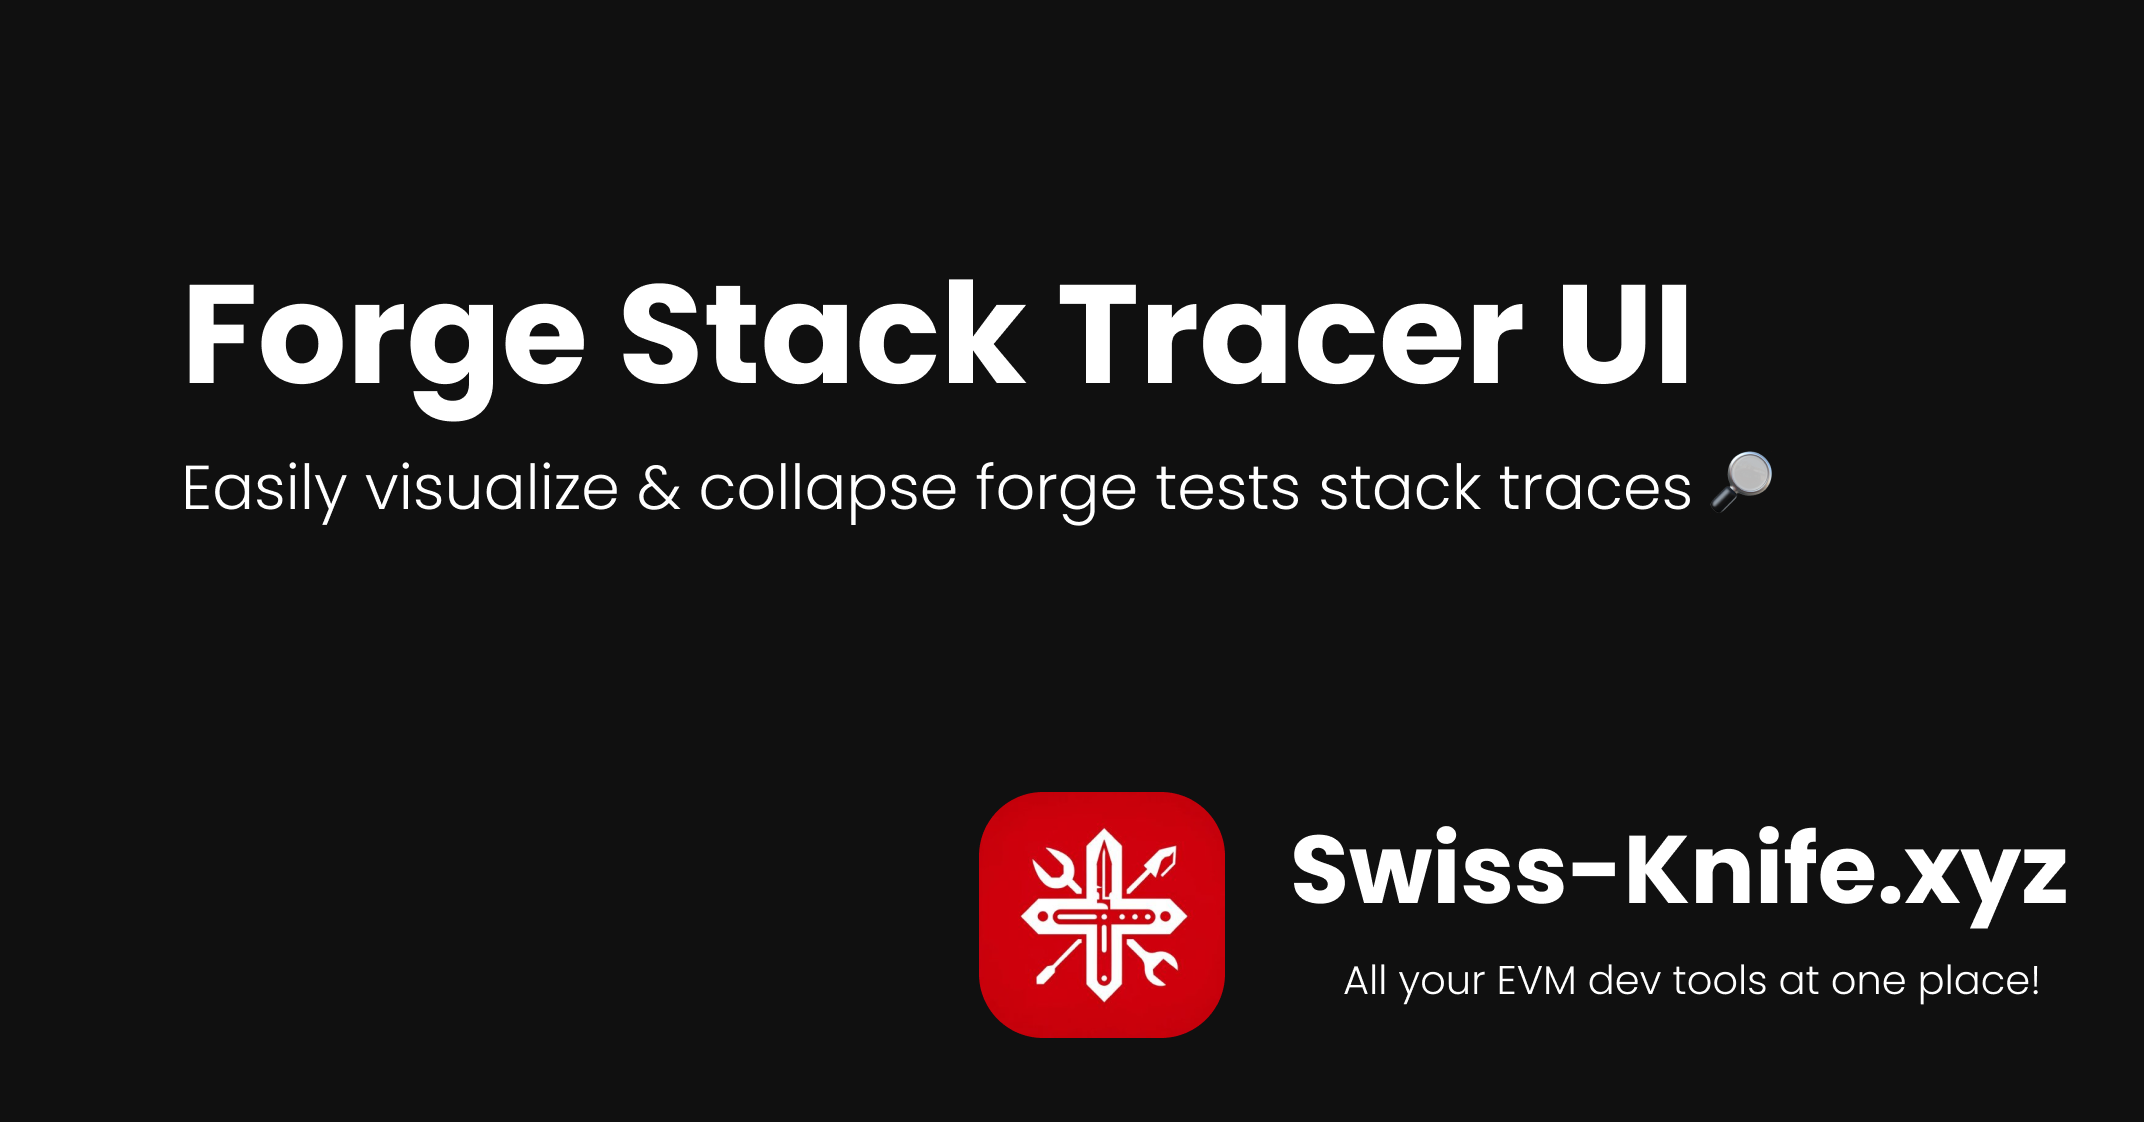 Forge Stack Tracer UI
Easily visualize & collapse forge tests stack traces 🔎
Swiss-Knife.xyz
All your EVM dev tools at one place!